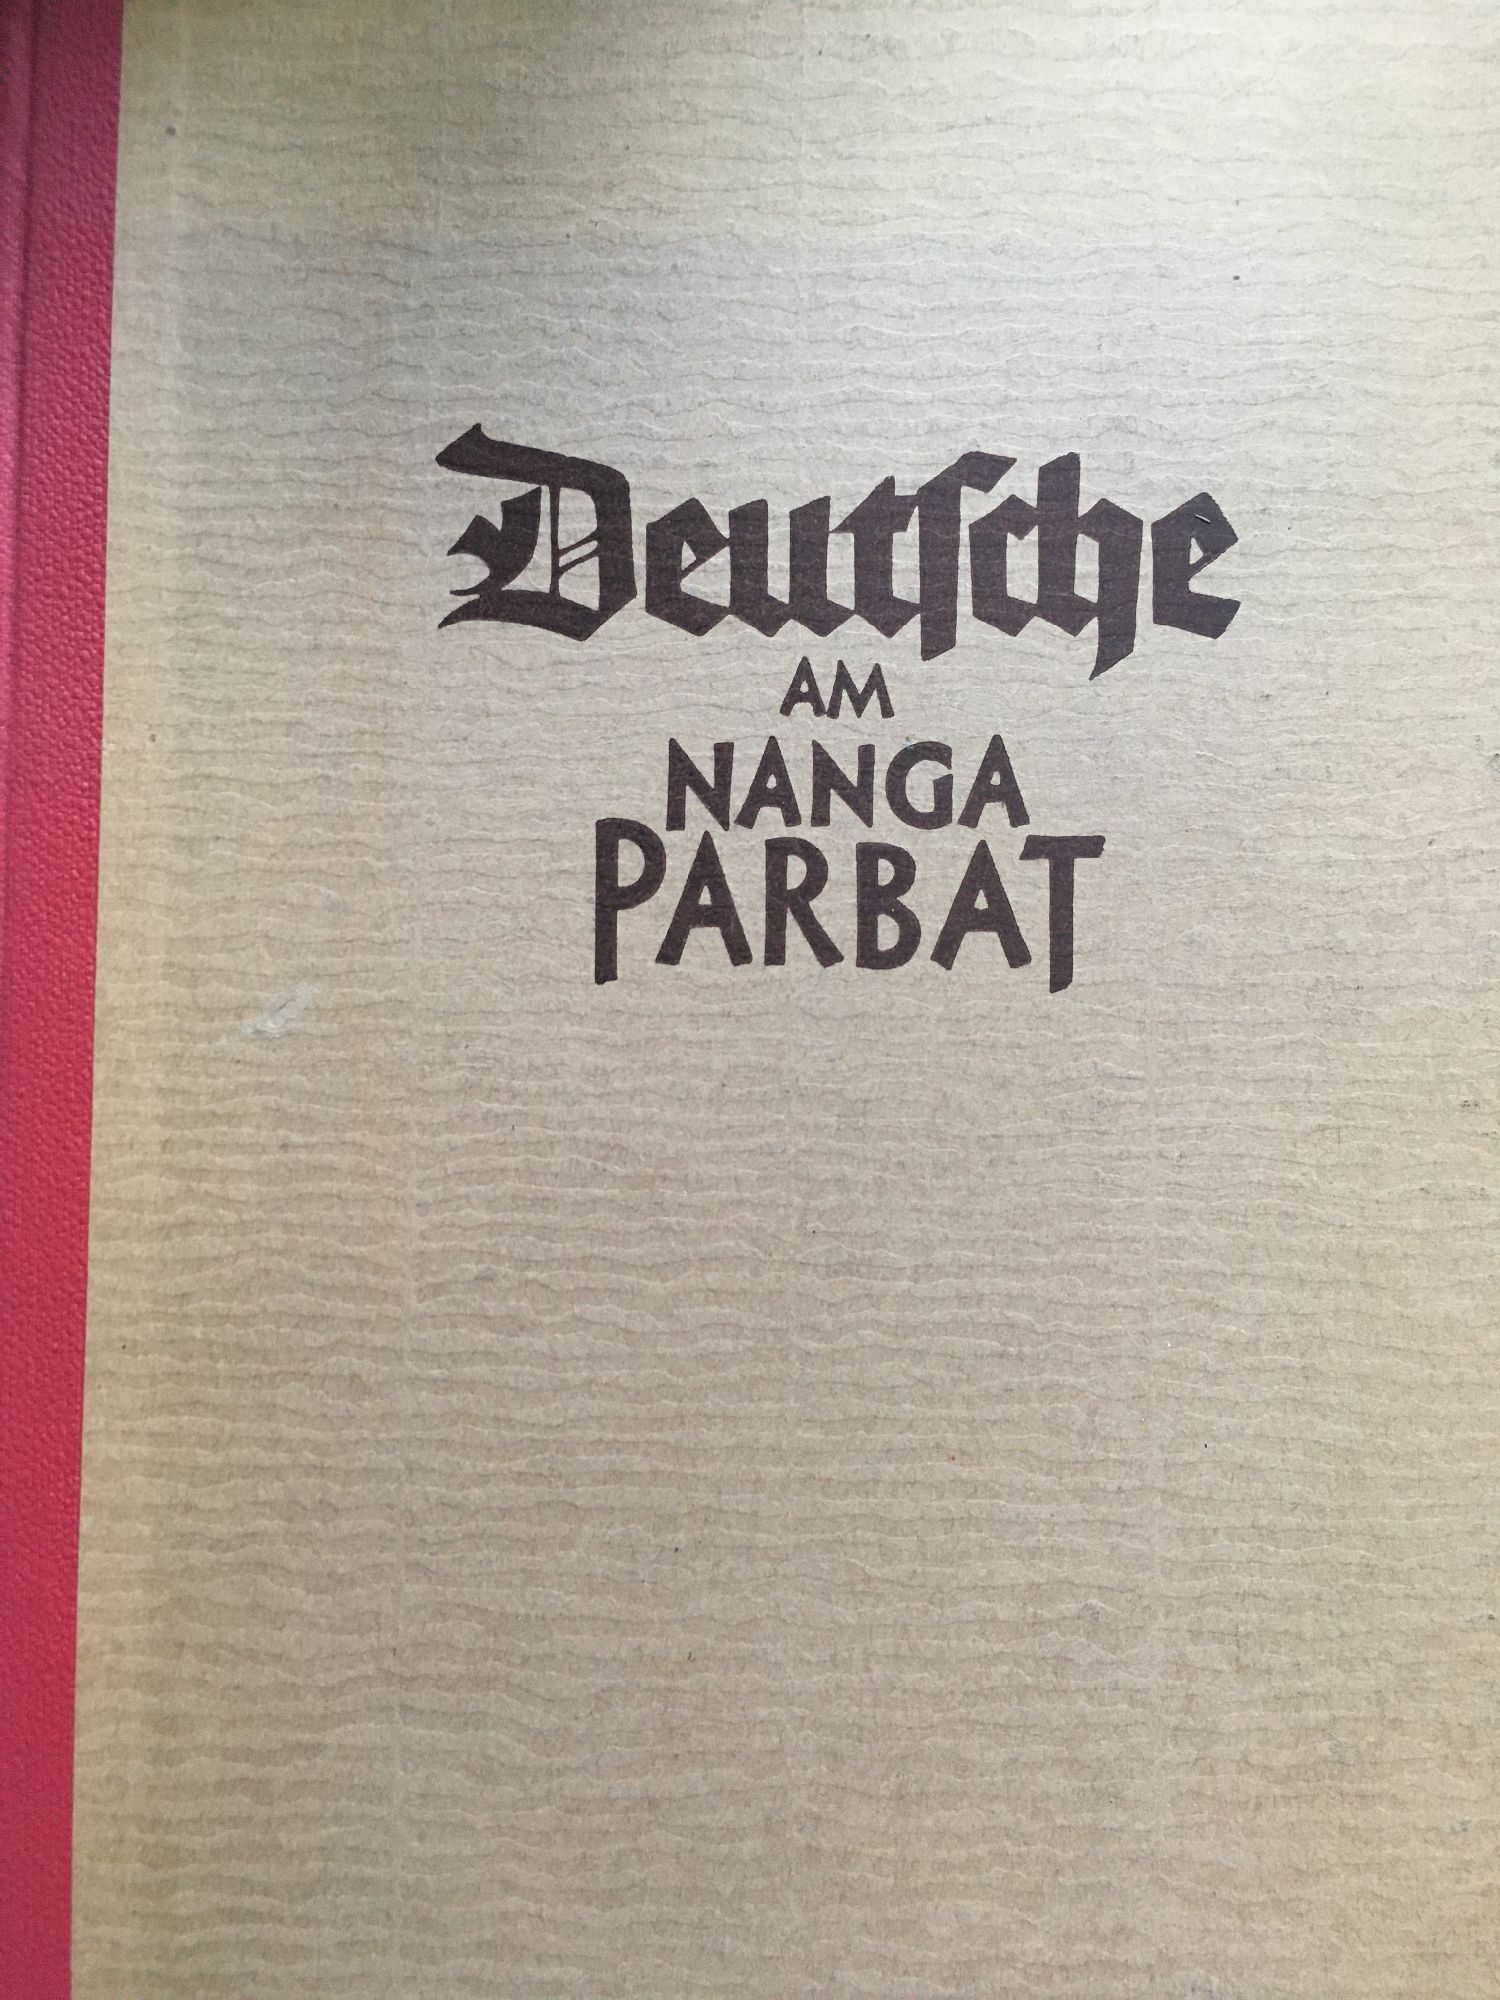 Deutſche
AM
NANGA
PARBAT